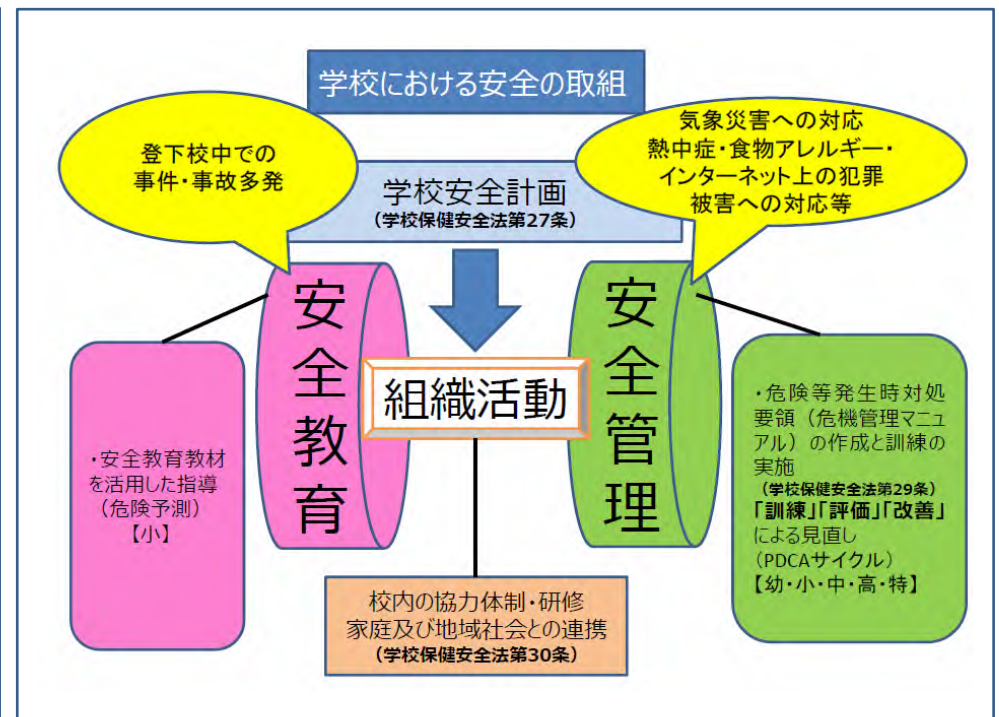 学校における安全の取組
登下校中での
事件・事故多発
気象災害への対応
熱中症・食物アレルギー・
インターネット上の犯罪
被害への対応等
学校安全計画
（学校保健安全法第27条）
安全教育
組織活動
安全管理
・安全教育教材
を活用した指導
（危険予測）
【小】
・危険等発生時対処
要領（危機管理マニュ
アル）の作成と訓練の
実施
（学校保健安全法第29条）
「訓練」「評価」「改善」
による見直し
（PDCAサイクル）
【幼・小・中・高・特】
校内の協力体制・研修
家庭及び地域社会との連携
（学校保健安全法第30条）